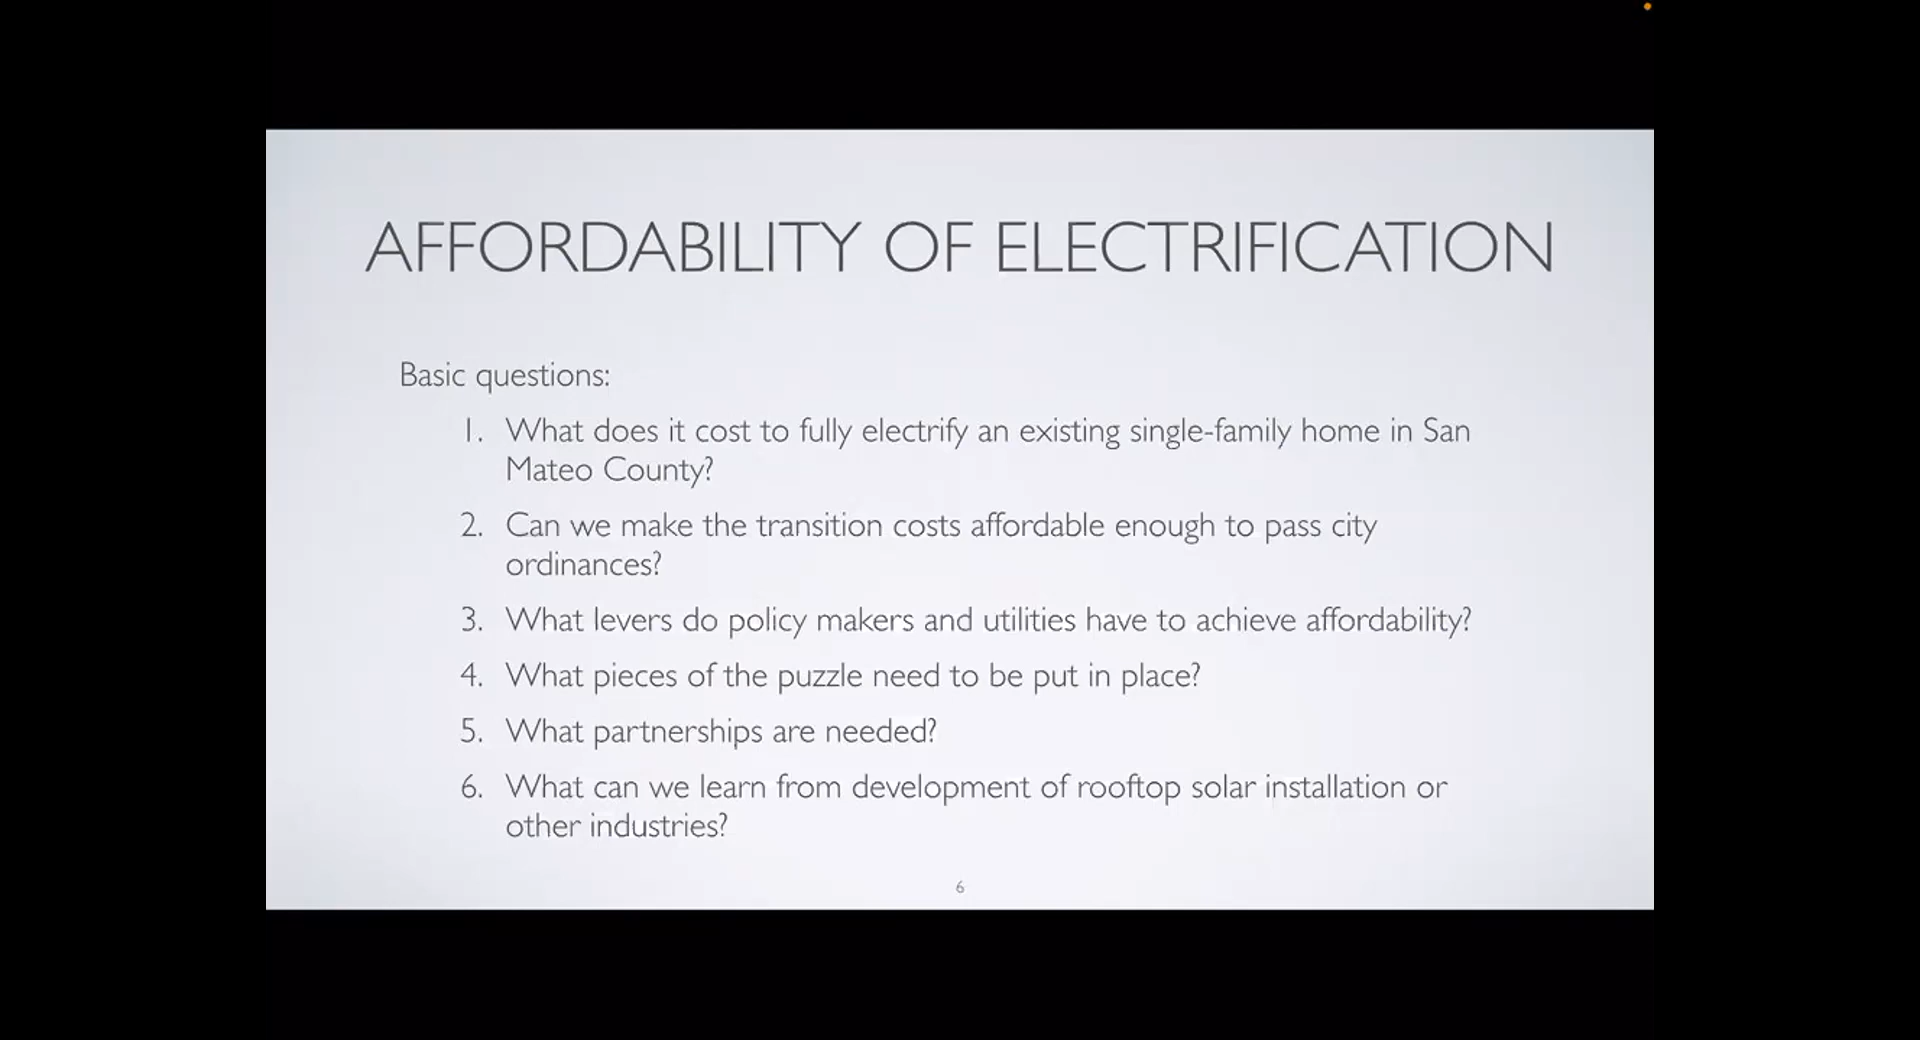 AFFORDABILITY OF ELECTRIFICATION
Basic questions:
1. What does it cost to fully electrify an existing single-family home in San
Mateo County?
2. Can we make the transition costs affordable enough to pass city
ordinances?
3. What levers do policy makers and utilities have to achieve affordability?
4. What pieces of the puzzle need to be put in place?
5. What partnerships are needed?
6. What can we learn from development of rooftop solar installation or
other industries?
6